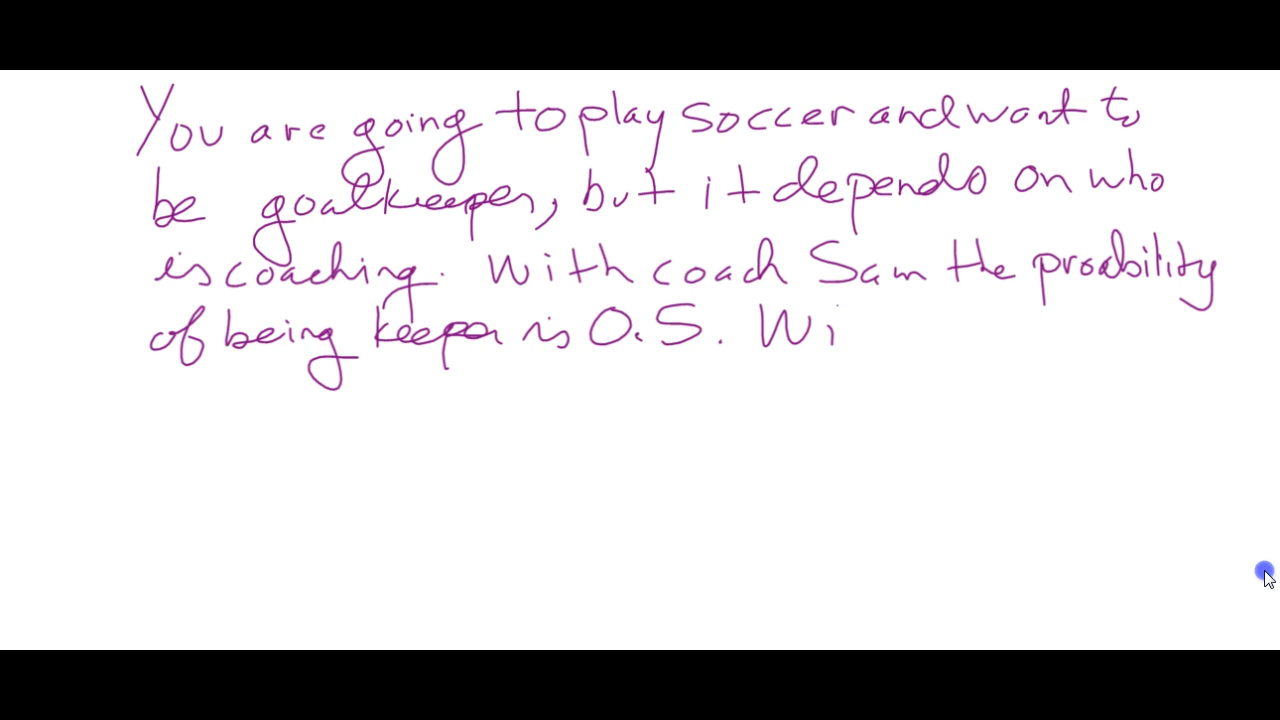 You are going to play soccer and want to
be goalkeeper, but it depends on who
is coaching. With coach Sam the proability
of being keeper is 0.5. Wi